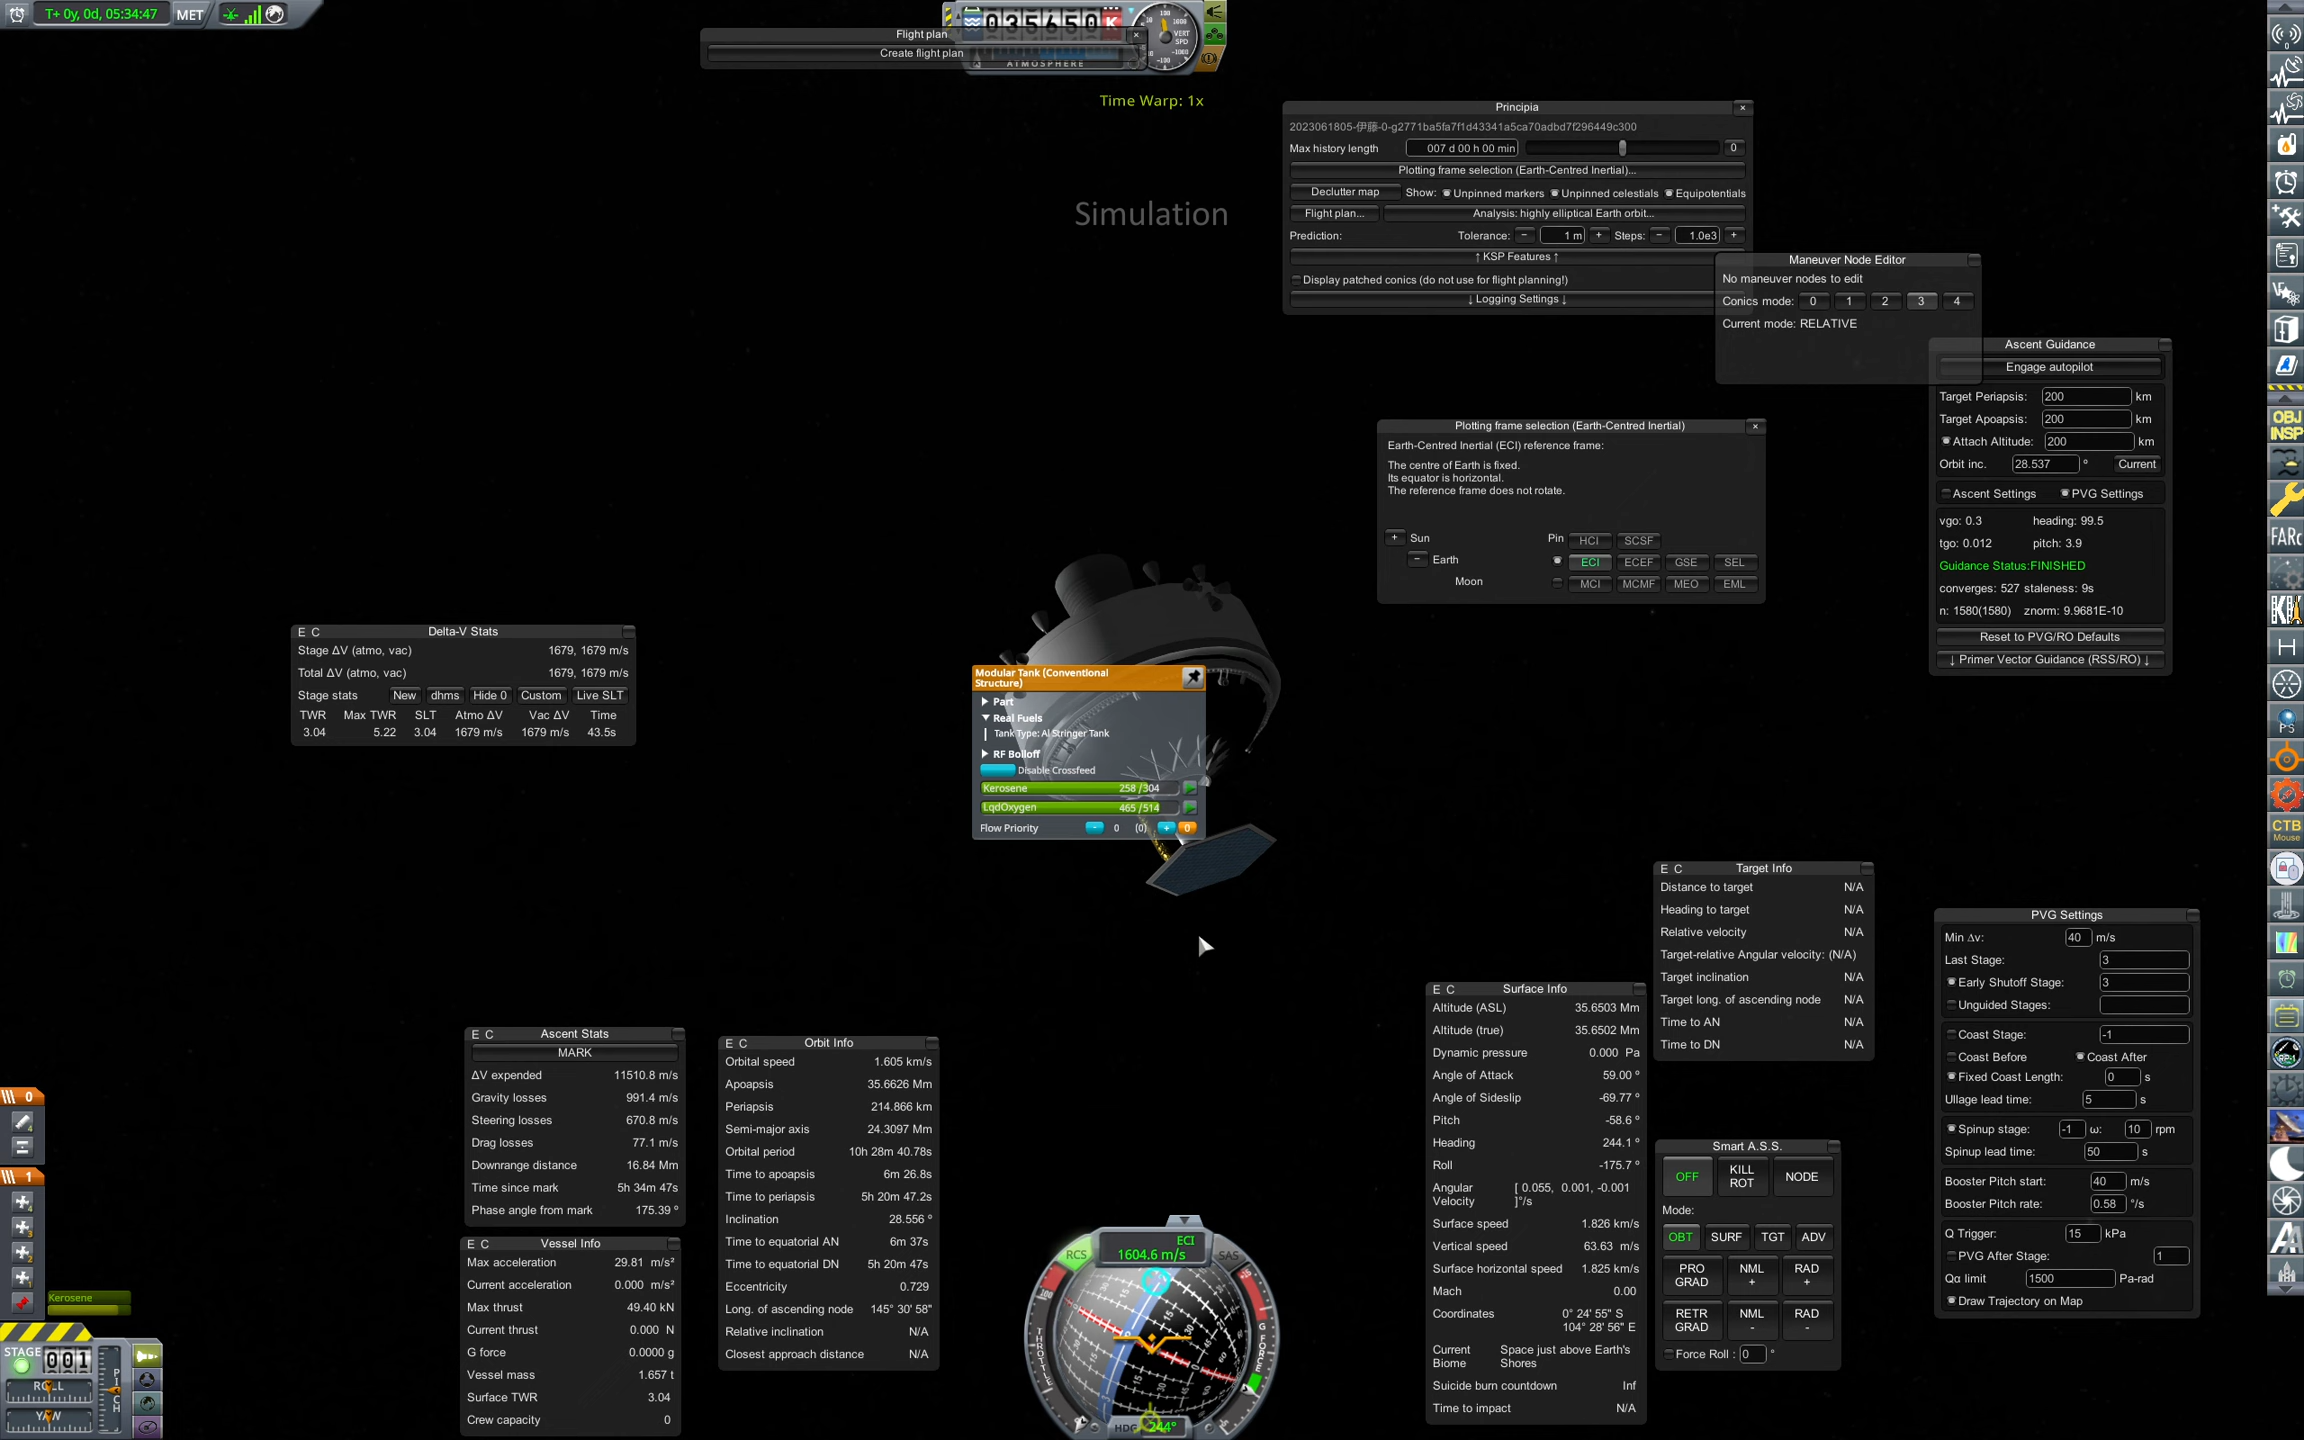 T+ 0y, 0d, 05:34:47
MET
035650
K
VERT
SPD
ATMOSPHERE
Flight plan
Create flight plan
Time Warp: 1x
Simulation
Principia
2023061805-伊藤-0-g2771ba5fa7f1d43341a5ca70adbd7f296449c300
Max history length 007 d 00 h 00 min 0
Plotting frame selection (Earth-Centred Inertial)...
Declutter map Show: Unpinned markers Unpinned celestials Equipotentials
Flight plan... Analysis: highly elliptical Earth orbit...
Prediction: Tolerance: − 1 m + Steps: − 1.0e3 +
↑ KSP Features ↑
Display patched conics (do not use for flight planning!)
↓ Logging Settings ↓
Maneuver Node Editor
No maneuver nodes to edit
Conics mode: 0 1 2 3 4
Current mode: RELATIVE
Ascent Guidance
Engage autopilot
Target Periapsis: 200 km
Target Apoapsis: 200 km
Attach Altitude: 200 km
Orbit inc. 28.537 º Current
Ascent Settings PVG Settings
vgo: 0.3 heading: 99.5
tgo: 0.012 pitch: 3.9
Guidance Status:FINISHED
converges: 527 staleness: 9s
n: 1580(1580) znorm: 9.9681E-10
Reset to PVG/RO Defaults
↓ Primer Vector Guidance (RSS/RO) ↓
Plotting frame selection (Earth-Centred Inertial)
Earth-Centred Inertial (ECI) reference frame:
The centre of Earth is fixed.
Its equator is horizontal.
The reference frame does not rotate.
+ Sun Pin HCI SCSF
− Earth ECI ECEF GSE SEL
Moon MCI MCMF MEO EML
E C Delta-V Stats
Stage ΔV (atmo, vac) 1679, 1679 m/s
Total ΔV (atmo, vac) 1679, 1679 m/s
Stage stats New dhms Hide 0 Custom Live SLT
TWR Max TWR SLT Atmo ΔV Vac ΔV Time
3.04 5.22 3.04 1679 m/s 1679 m/s 43.5s
Modular Tank (Conventional
Structure)
Part
Real Fuels
Tank Type: Al Stringer Tank
RF Boiloff
Disable Crossfeed
Kerosene 258 /304
LqdOxygen 465 /514
Flow Priority - 0 (0) + 0
E C Target Info
Distance to target N/A
Heading to target N/A
Relative velocity N/A
Target-relative Angular velocity: (N/A)
Target inclination N/A
Target long. of ascending node N/A
Time to AN N/A
Time to DN N/A
PVG Settings
Min Δv: 40 m/s
Last Stage: 3
Early Shutoff Stage: 3
Unguided Stages:
Coast Stage: -1
Coast Before Coast After
Fixed Coast Length: 0 s
Ullage lead time: 5 s
Spinup stage: -1 ω: 10 rpm
Spinup lead time: 50 s
Booster Pitch start: 40 m/s
Booster Pitch rate: 0.58 °/s
Q Trigger: 15 kPa
PVG After Stage: 1
Qα limit 1500 Pa-rad
Draw Trajectory on Map
E C Ascent Stats
MARK
ΔV expended 11510.8 m/s
Gravity losses 991.4 m/s
Steering losses 670.8 m/s
Drag losses 77.1 m/s
Downrange distance 16.84 Mm
Time since mark 5h 34m 47s
Phase angle from mark 175.39 º
E C Vessel Info
Max acceleration 29.81 m/s²
Current acceleration 0.000 m/s²
Max thrust 49.40 kN
Current thrust 0.000 N
G force 0.0000 g
Vessel mass 1.657 t
Surface TWR 3.04
Crew capacity 0
E C Orbit Info
Orbital speed 1.605 km/s
Apoapsis 35.6626 Mm
Periapsis 214.866 km
Semi-major axis 24.3097 Mm
Orbital period 10h 28m 40.78s
Time to apoapsis 6m 26.8s
Time to periapsis 5h 20m 47.2s
Inclination 28.556 º
Time to equatorial AN 6m 37s
Time to equatorial DN 5h 20m 47s
Eccentricity 0.729
Long. of ascending node 145° 30' 58"
Relative inclination N/A
Closest approach distance N/A
E C Surface Info
Altitude (ASL) 35.6503 Mm
Altitude (true) 35.6502 Mm
Dynamic pressure 0.000 Pa
Angle of Attack 59.00 º
Angle of Sideslip -69.77 º
Pitch -58.6 º
Heading 244.1 º
Roll -175.7 º
Angular [ 0.055, 0.001, -0.001
Velocity ]°/s
Surface speed 1.826 km/s
Vertical speed 63.63 m/s
Surface horizontal speed 1.825 km/s
Mach 0.00
Coordinates 0° 24' 55" S
104° 28' 56" E
Current Space just above Earth's
Biome Shores
Suicide burn countdown Inf
Time to impact N/A
Smart A.S.S.
OFF KILL ROT NODE
Mode:
OBT SURF TGT ADV
PRO GRAD NML + RAD +
RETR GRAD NML - RAD -
Force Roll : 0 °
RCS ECI SAS
1604.6 m/s
THROTTLE
G FORCE
HDG 244°
0
1
Kerosene
STAGE 001
ROLL
YAW
PITCH
OBJ
INSP
FARc
PS
CTB
Mouse